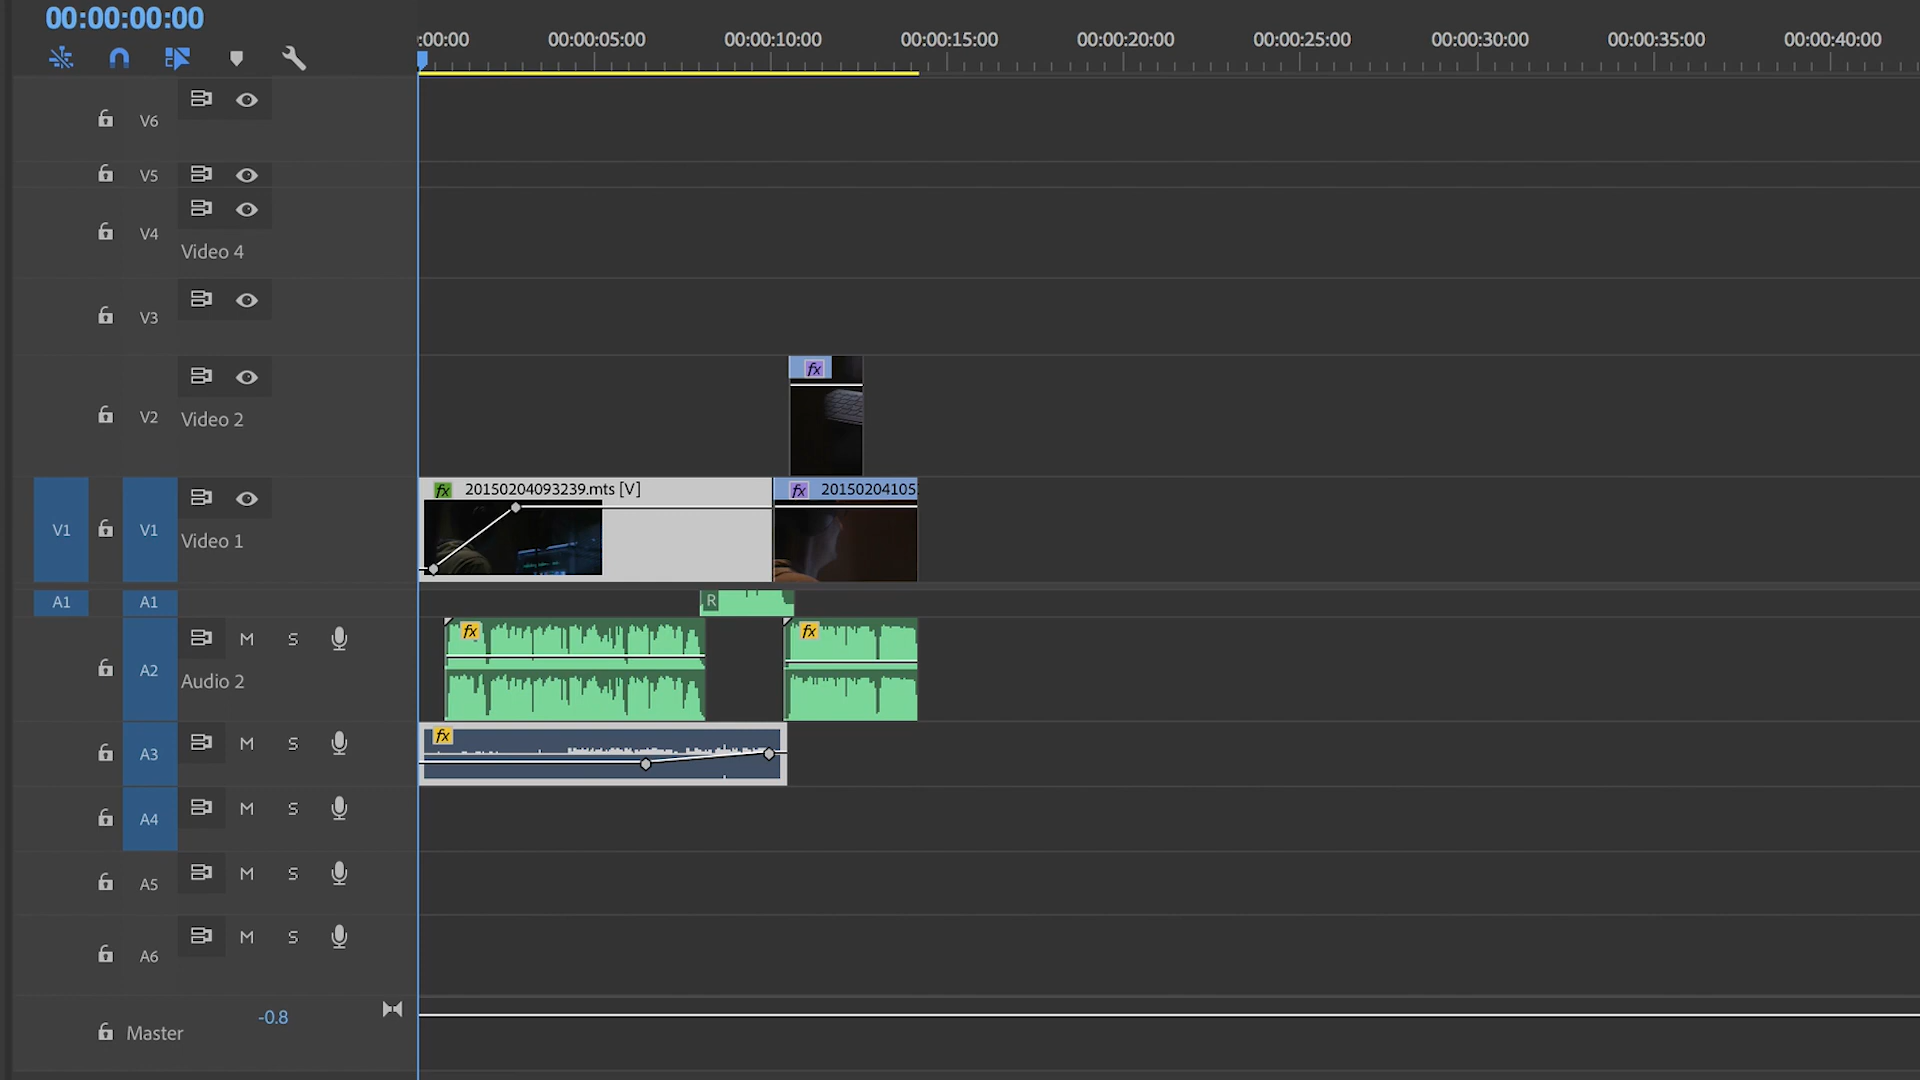 00:00:00:00
:00:00 00:00:05:00 00:00:10:00 00:00:15:00 00:00:20:00 00:00:25:00 00:00:30:00 00:00:35:00 00:00:40:00
V6
V5
V4
Video 4
V3
fx
V2 Video 2
fx 20150204093239.mts [V] fx 20150204105
V1 V1 Video 1
A1 A1 R
fx fx
M S
A2 Audio 2
fx
M S
A3
M S
A4
M S
A5
M S
A6
-0.8
Master